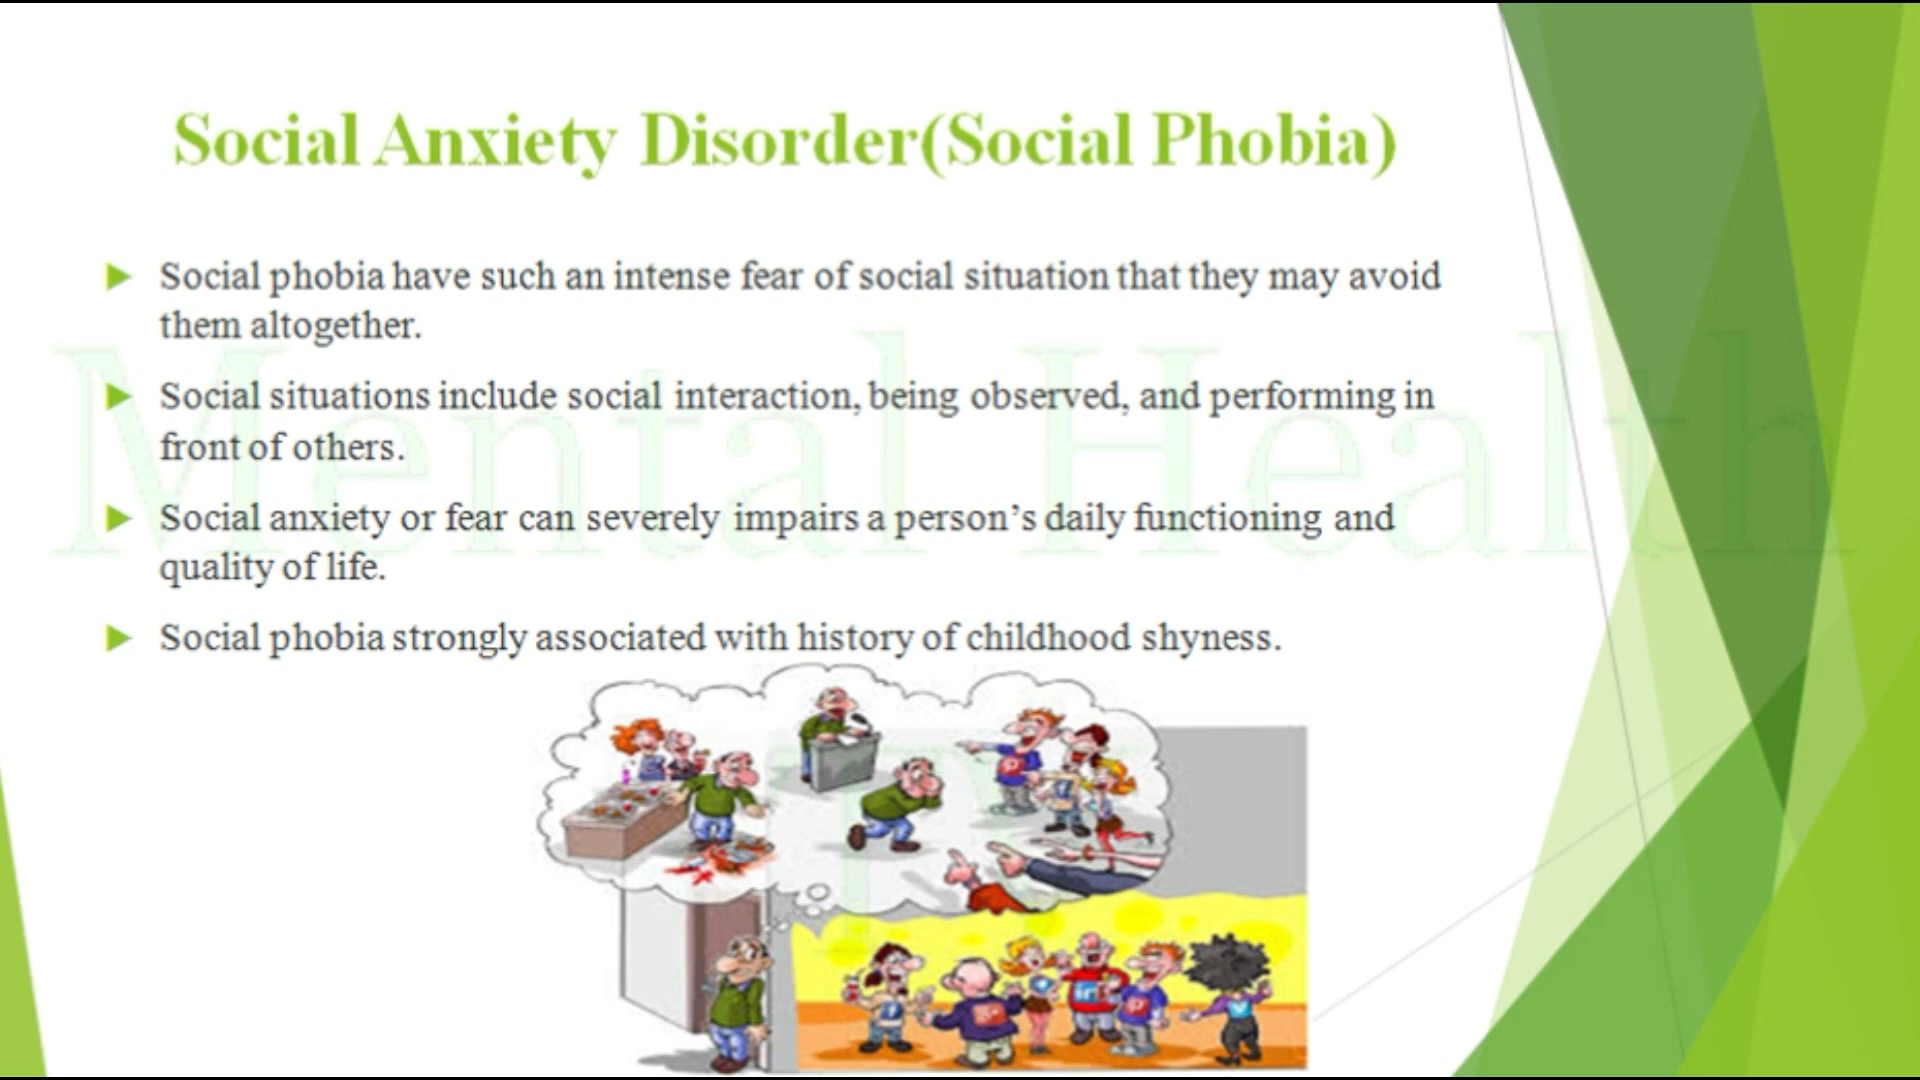 Social Anxiety Disorder(Social Phobia)
Social phobia have such an intense fear of social situation that they may avoid
them altogether.
Social situations include social interaction, being observed, and performing in
front of others.
Social anxiety or fear can severely impairs a person’s daily functioning and
quality of life.
Social phobia strongly associated with history of childhood shyness.
Mental Health
TV